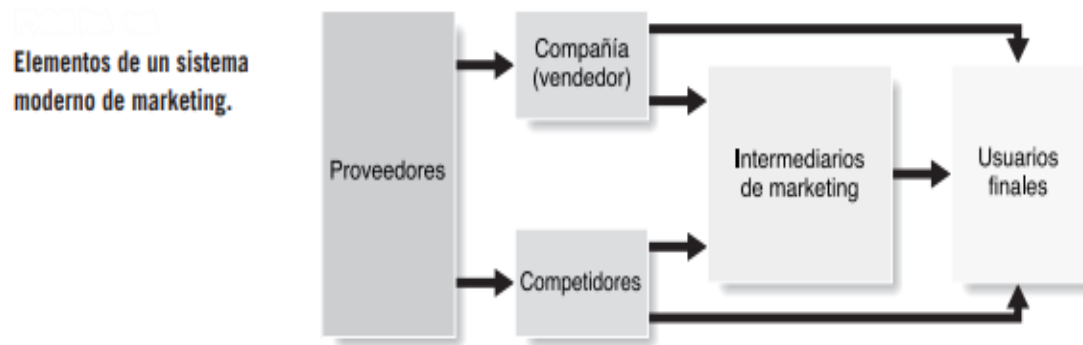 Elementos de un sistema
moderno de marketing.
Proveedores
Compañía
(vendedor)
Competidores
Intermediarios
de marketing
Usuarios
finales